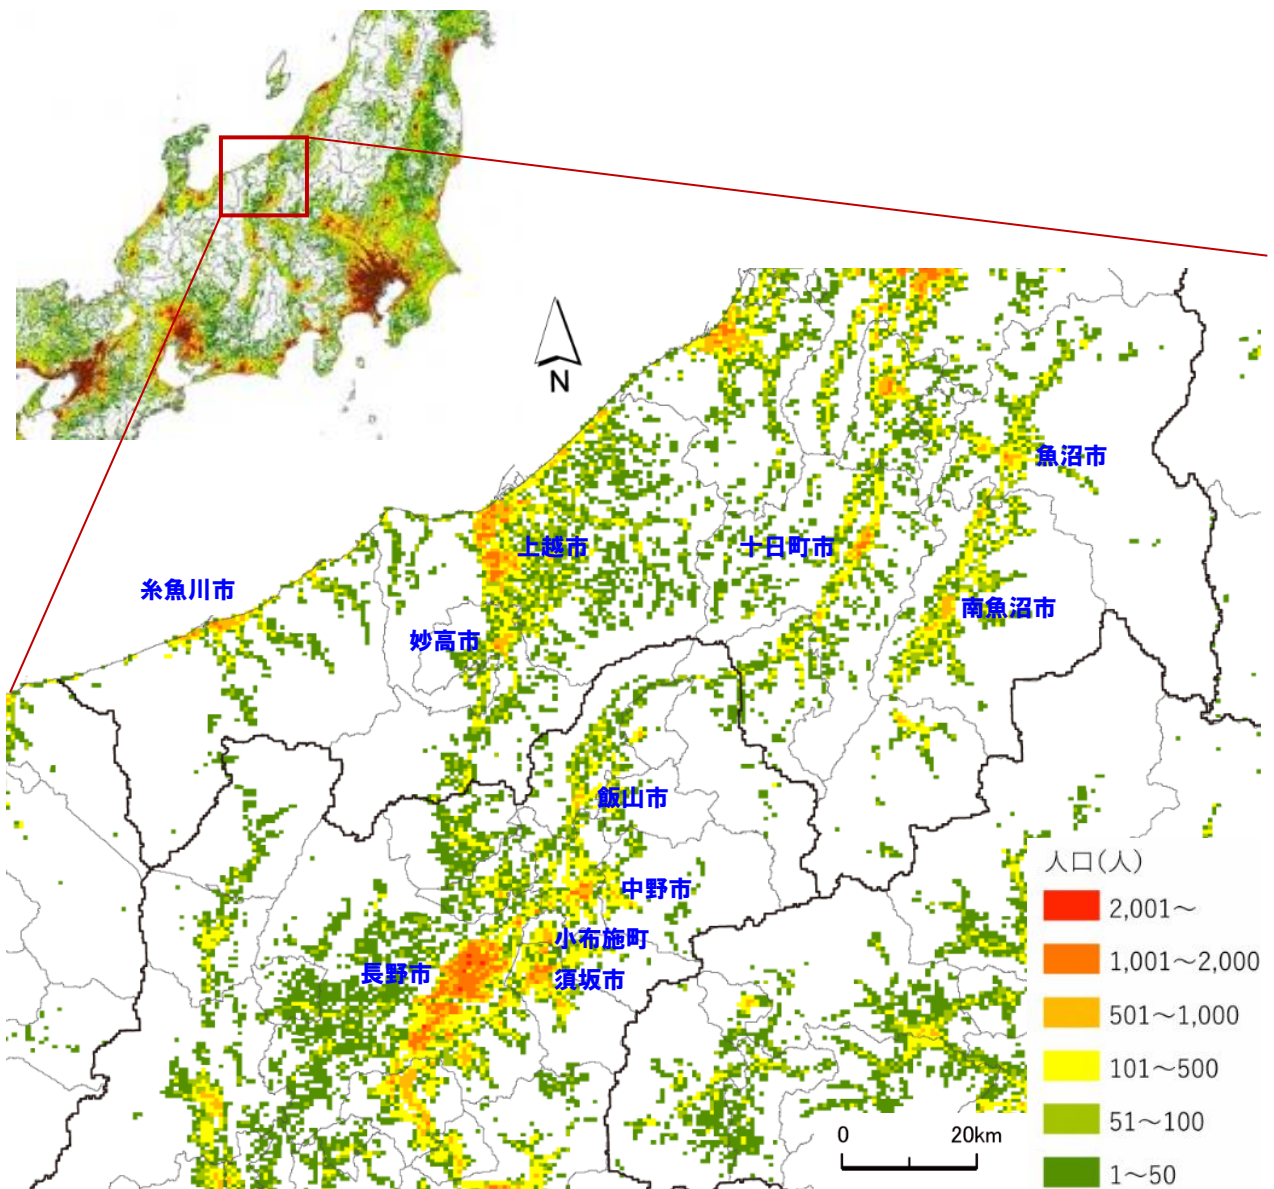 N
魚沼市
上越市
十日町市
糸魚川市
南魚沼市
妙高市
飯山市
中野市
小布施町
長野市
須坂市
人口(人)
2,001～
1,001～2,000
501～1,000
101～500
51～100
1～50
0 20km